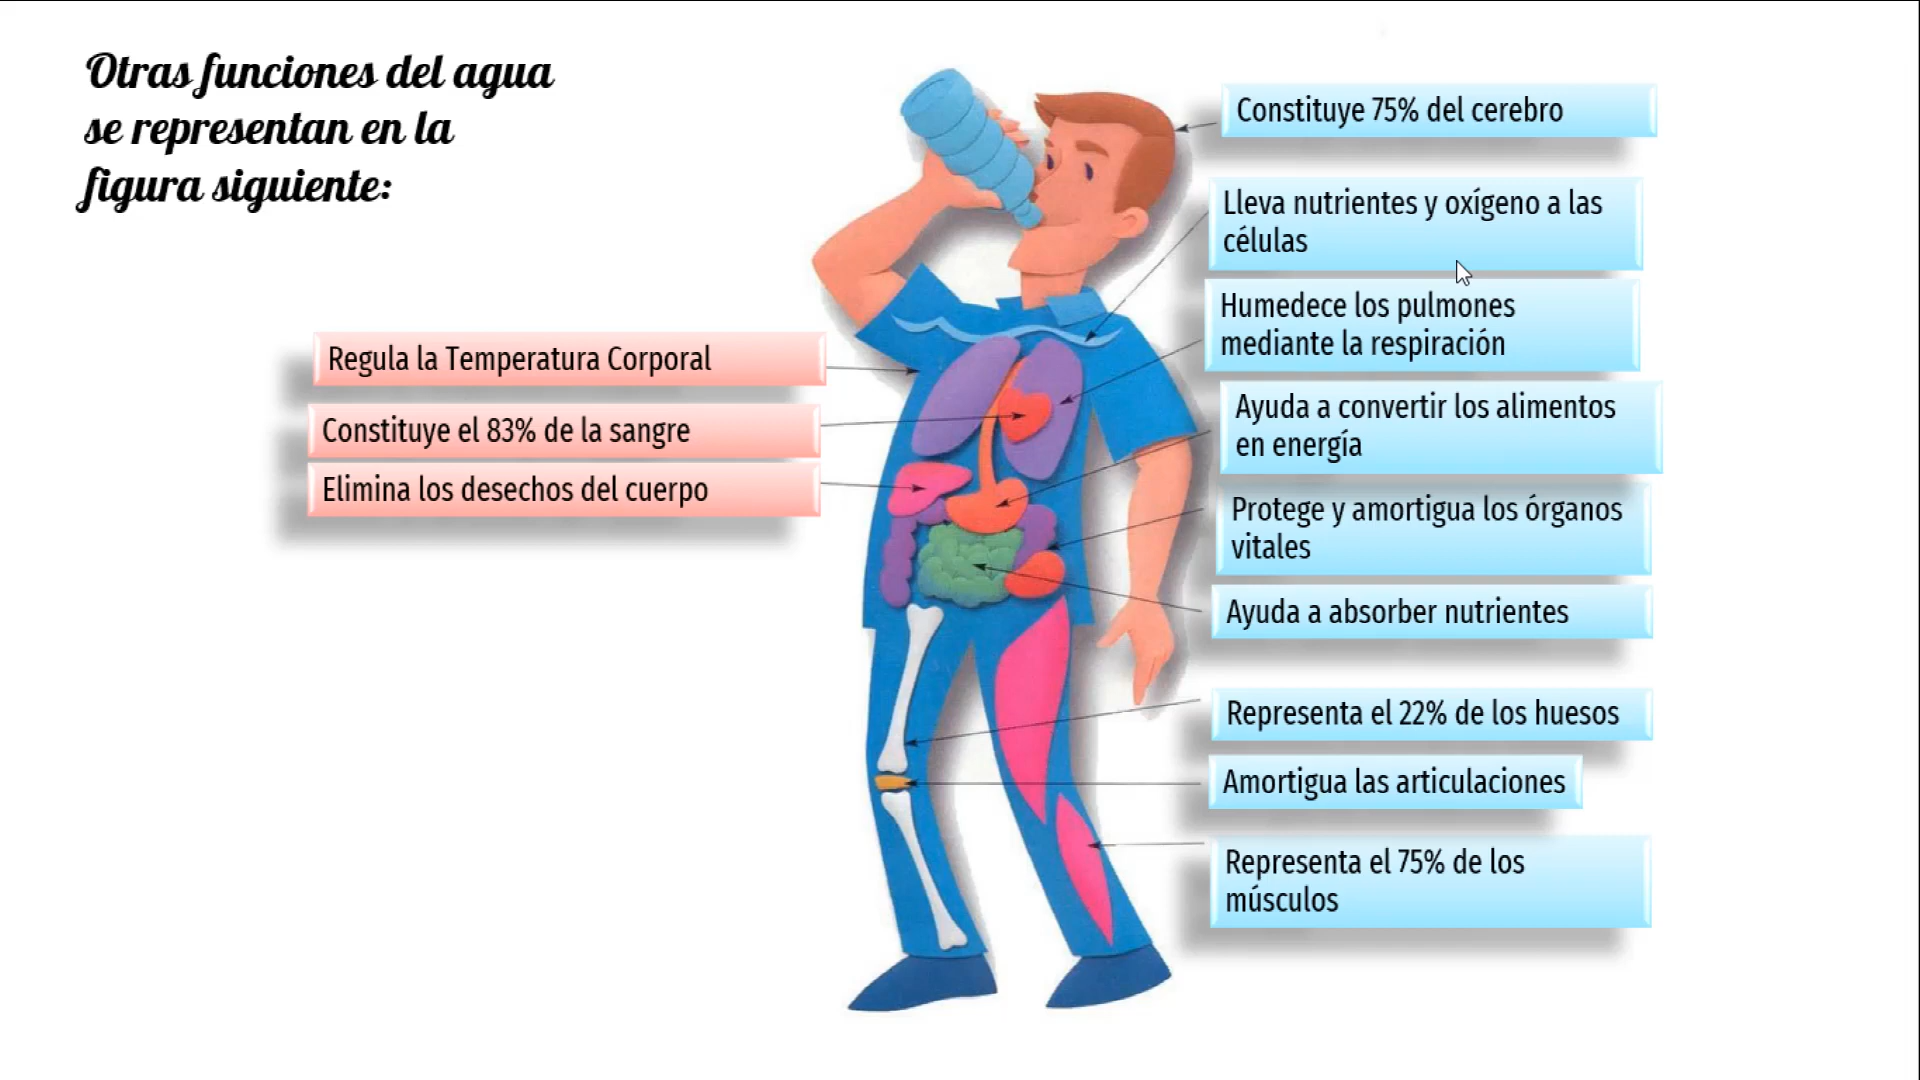 Otras funciones del agua
se representan en la
figura siguiente:
Regula la Temperatura Corporal
Constituye el 83% de la sangre
Elimina los desechos del cuerpo
Constituye 75% del cerebro
Lleva nutrientes y oxígeno a las
células
Humedece los pulmones
mediante la respiración
Ayuda a convertir los alimentos
en energía
Protege y amortigua los órganos
vitales
Ayuda a absorber nutrientes
Representa el 22% de los huesos
Amortigua las articulaciones
Representa el 75% de los
músculos